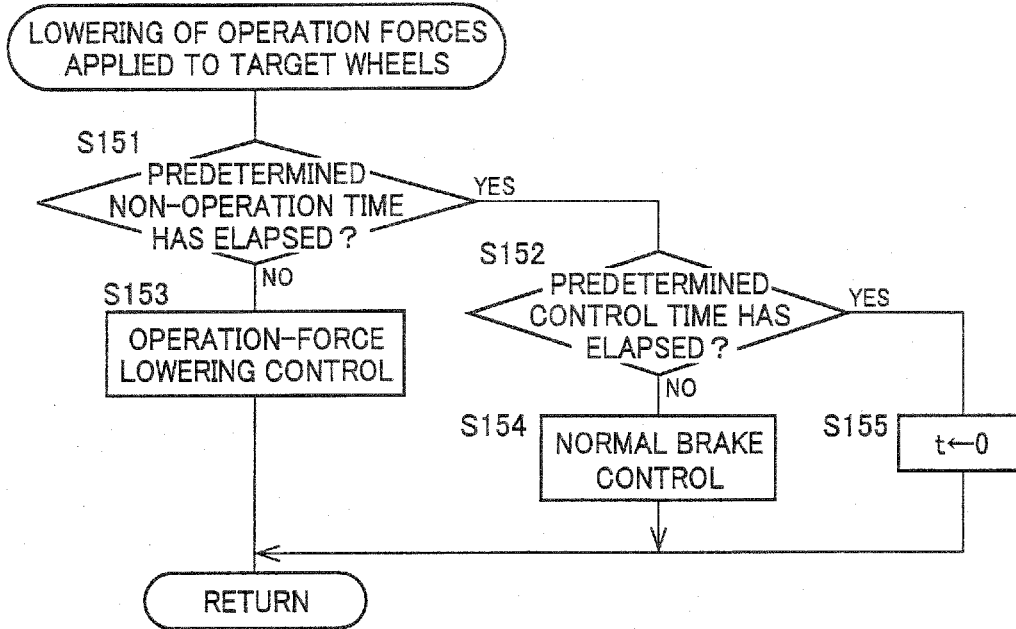 LOWERING OF OPERATION FORCES
APPLIED TO TARGET WHEELS
S151
PREDETERMINED
NON-OPERATION TIME
HAS ELAPSED?
YES
NO
S152
PREDETERMINED
CONTROL TIME HAS
ELAPSED?
YES
NO
S153
OPERATION-FORCE
LOWERING CONTROL
S154
NORMAL BRAKE
CONTROL
S155
t←0
RETURN